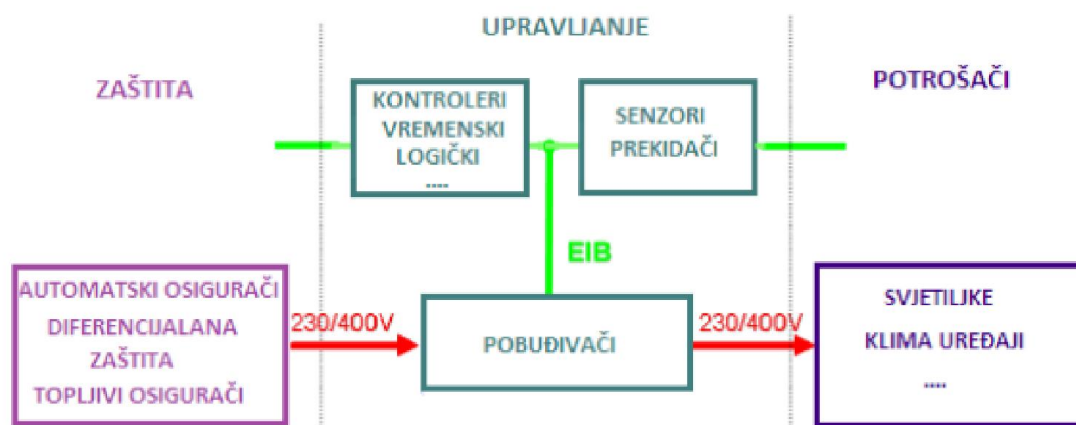 UPRAVLJANJE
ZAŠTITA
POTROŠAČI
KONTROLERI
VREMENSKI
LOGIČKI
....
SENZORI
PREKIDAČI
EIB
AUTOMATSKI OSIGURAČI
DIFERENCIJALANA
ZAŠTITA
TOPLJIVI OSIGURAČI
230/400V
POBUĐIVAČI
230/400V
SVJETILJKE
KLIMA UREĐAJI
....